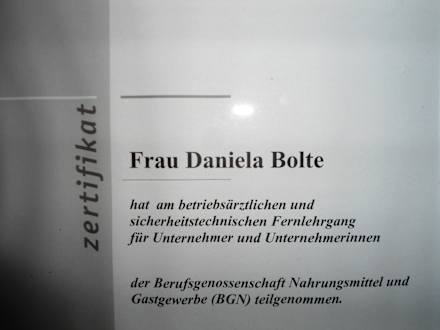 zertifikat
Frau Daniela Bolte
hat am betriebsärztlichen und
sicherheitstechnischen Fernlehrgang
für Unternehmer und Unternehmerinnen
der Berufsgenossenschaft Nahrungsmittel und
Gastgewerbe (BGN) teilgenommen.